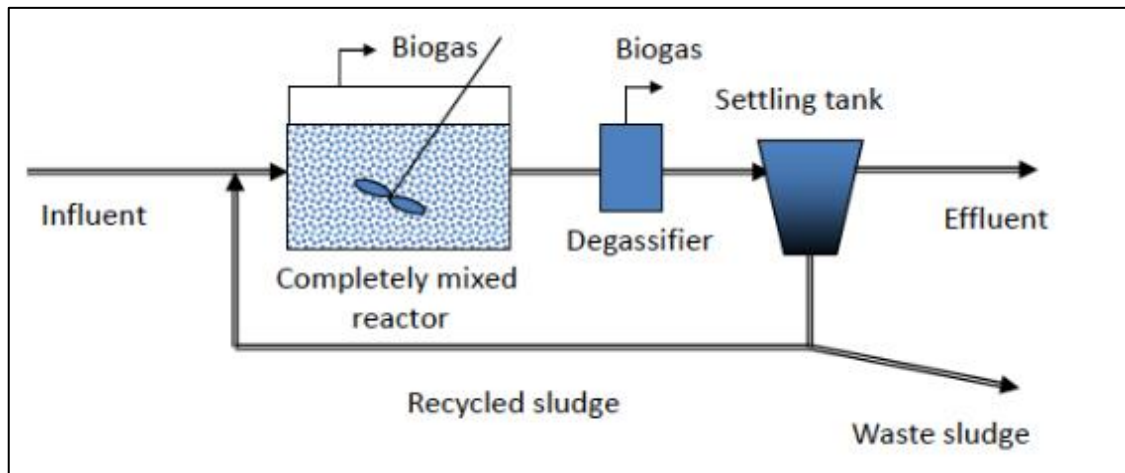 Biogas
Biogas
Settling tank
Influent
Degassifier
Effluent
Completely mixed
reactor
Recycled sludge
Waste sludge